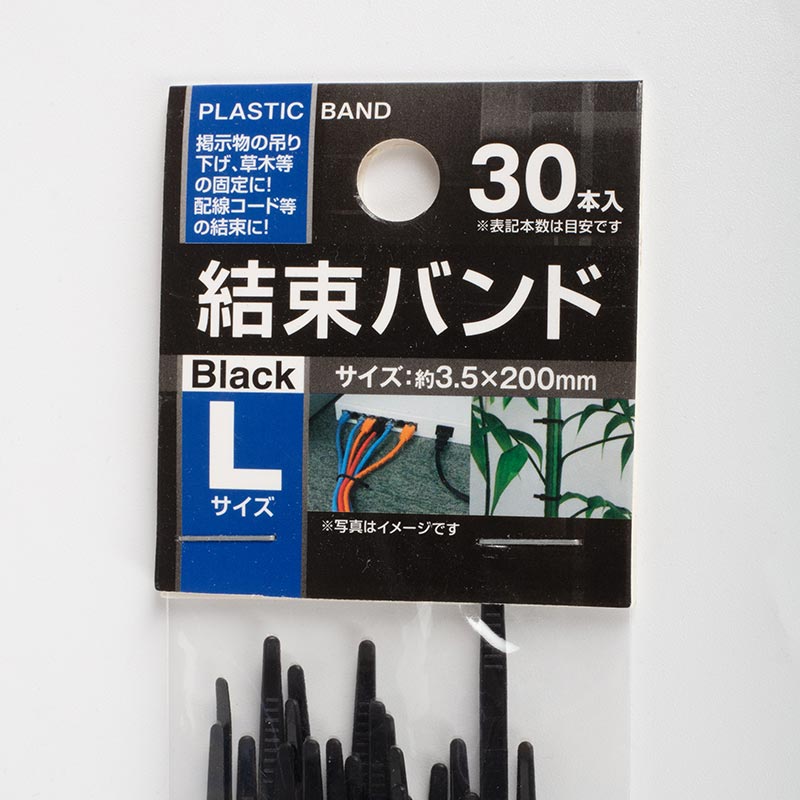 PLASTIC BAND
掲示物の吊り
下げ、草木等
の固定に!
配線コード等
の結束に!
30本入
※表記本数は目安です
結束バンド
Black
サイズ:約3.5×200mm
L
サイズ
※写真はイメージです